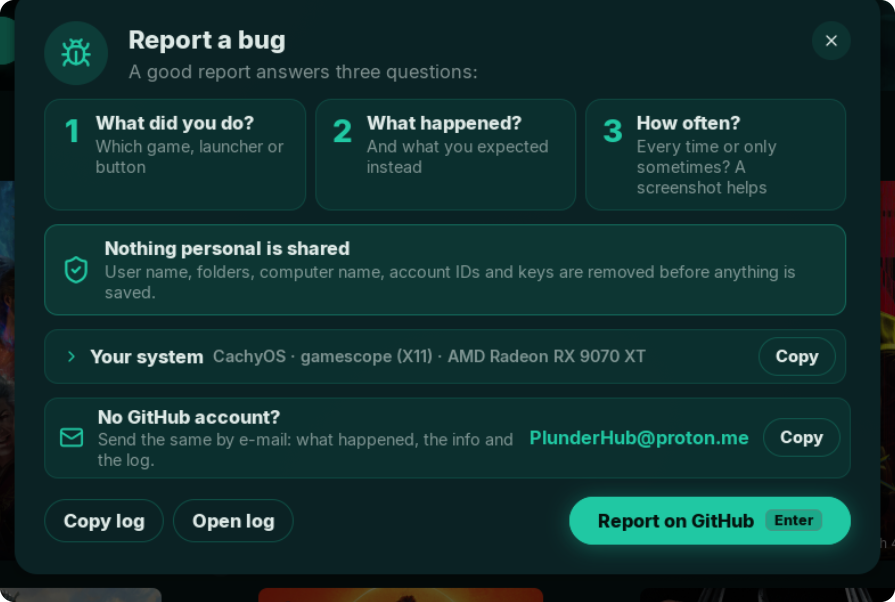 Report a bug
A good report answers three questions:
1
What did you do?
Which game, launcher or
button
2
What happened?
And what you expected
instead
3
How often?
Every time or only
sometimes? A
screenshot helps
Nothing personal is shared
User name, folders, computer name, account IDs and keys are removed before anything is
saved.
Your system CachyOS · gamescope (X11) · AMD Radeon RX 9070 XT
Copy
No GitHub account?
Send the same by e-mail: what happened, the info and
the log.
PlunderHub@proton.me
Copy
Copy log
Open log
Report on GitHub Enter